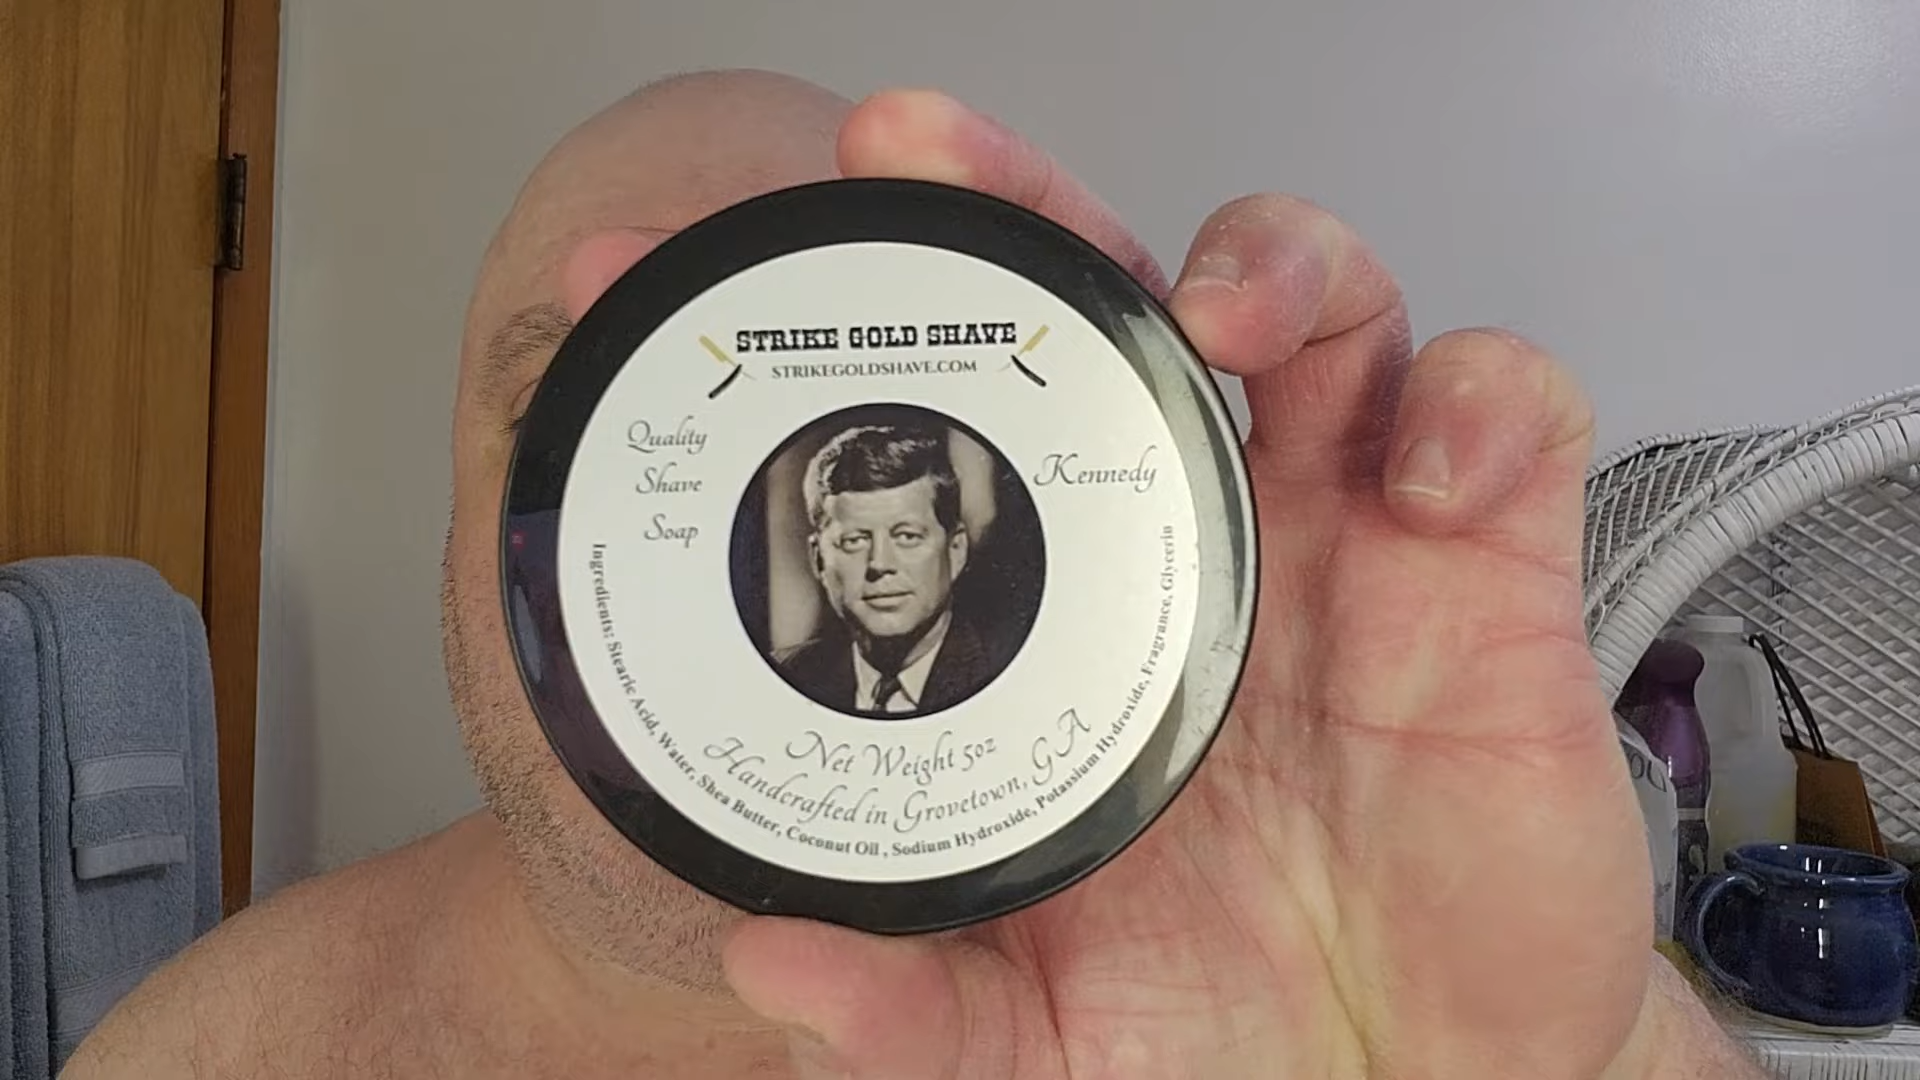 STRIKE GOLD SHAVE
STRIKEGOLDSHAVE.COM
Quality
Shave
Soap
Kennedy
Net Weight 5oz
Handcrafted in Grovetown, GA
Ingredients: Stearic Acid, Water, Shea Butter, Coconut Oil , Sodium Hydroxide, Potassium Hydroxide, Fragrance, Glycerin